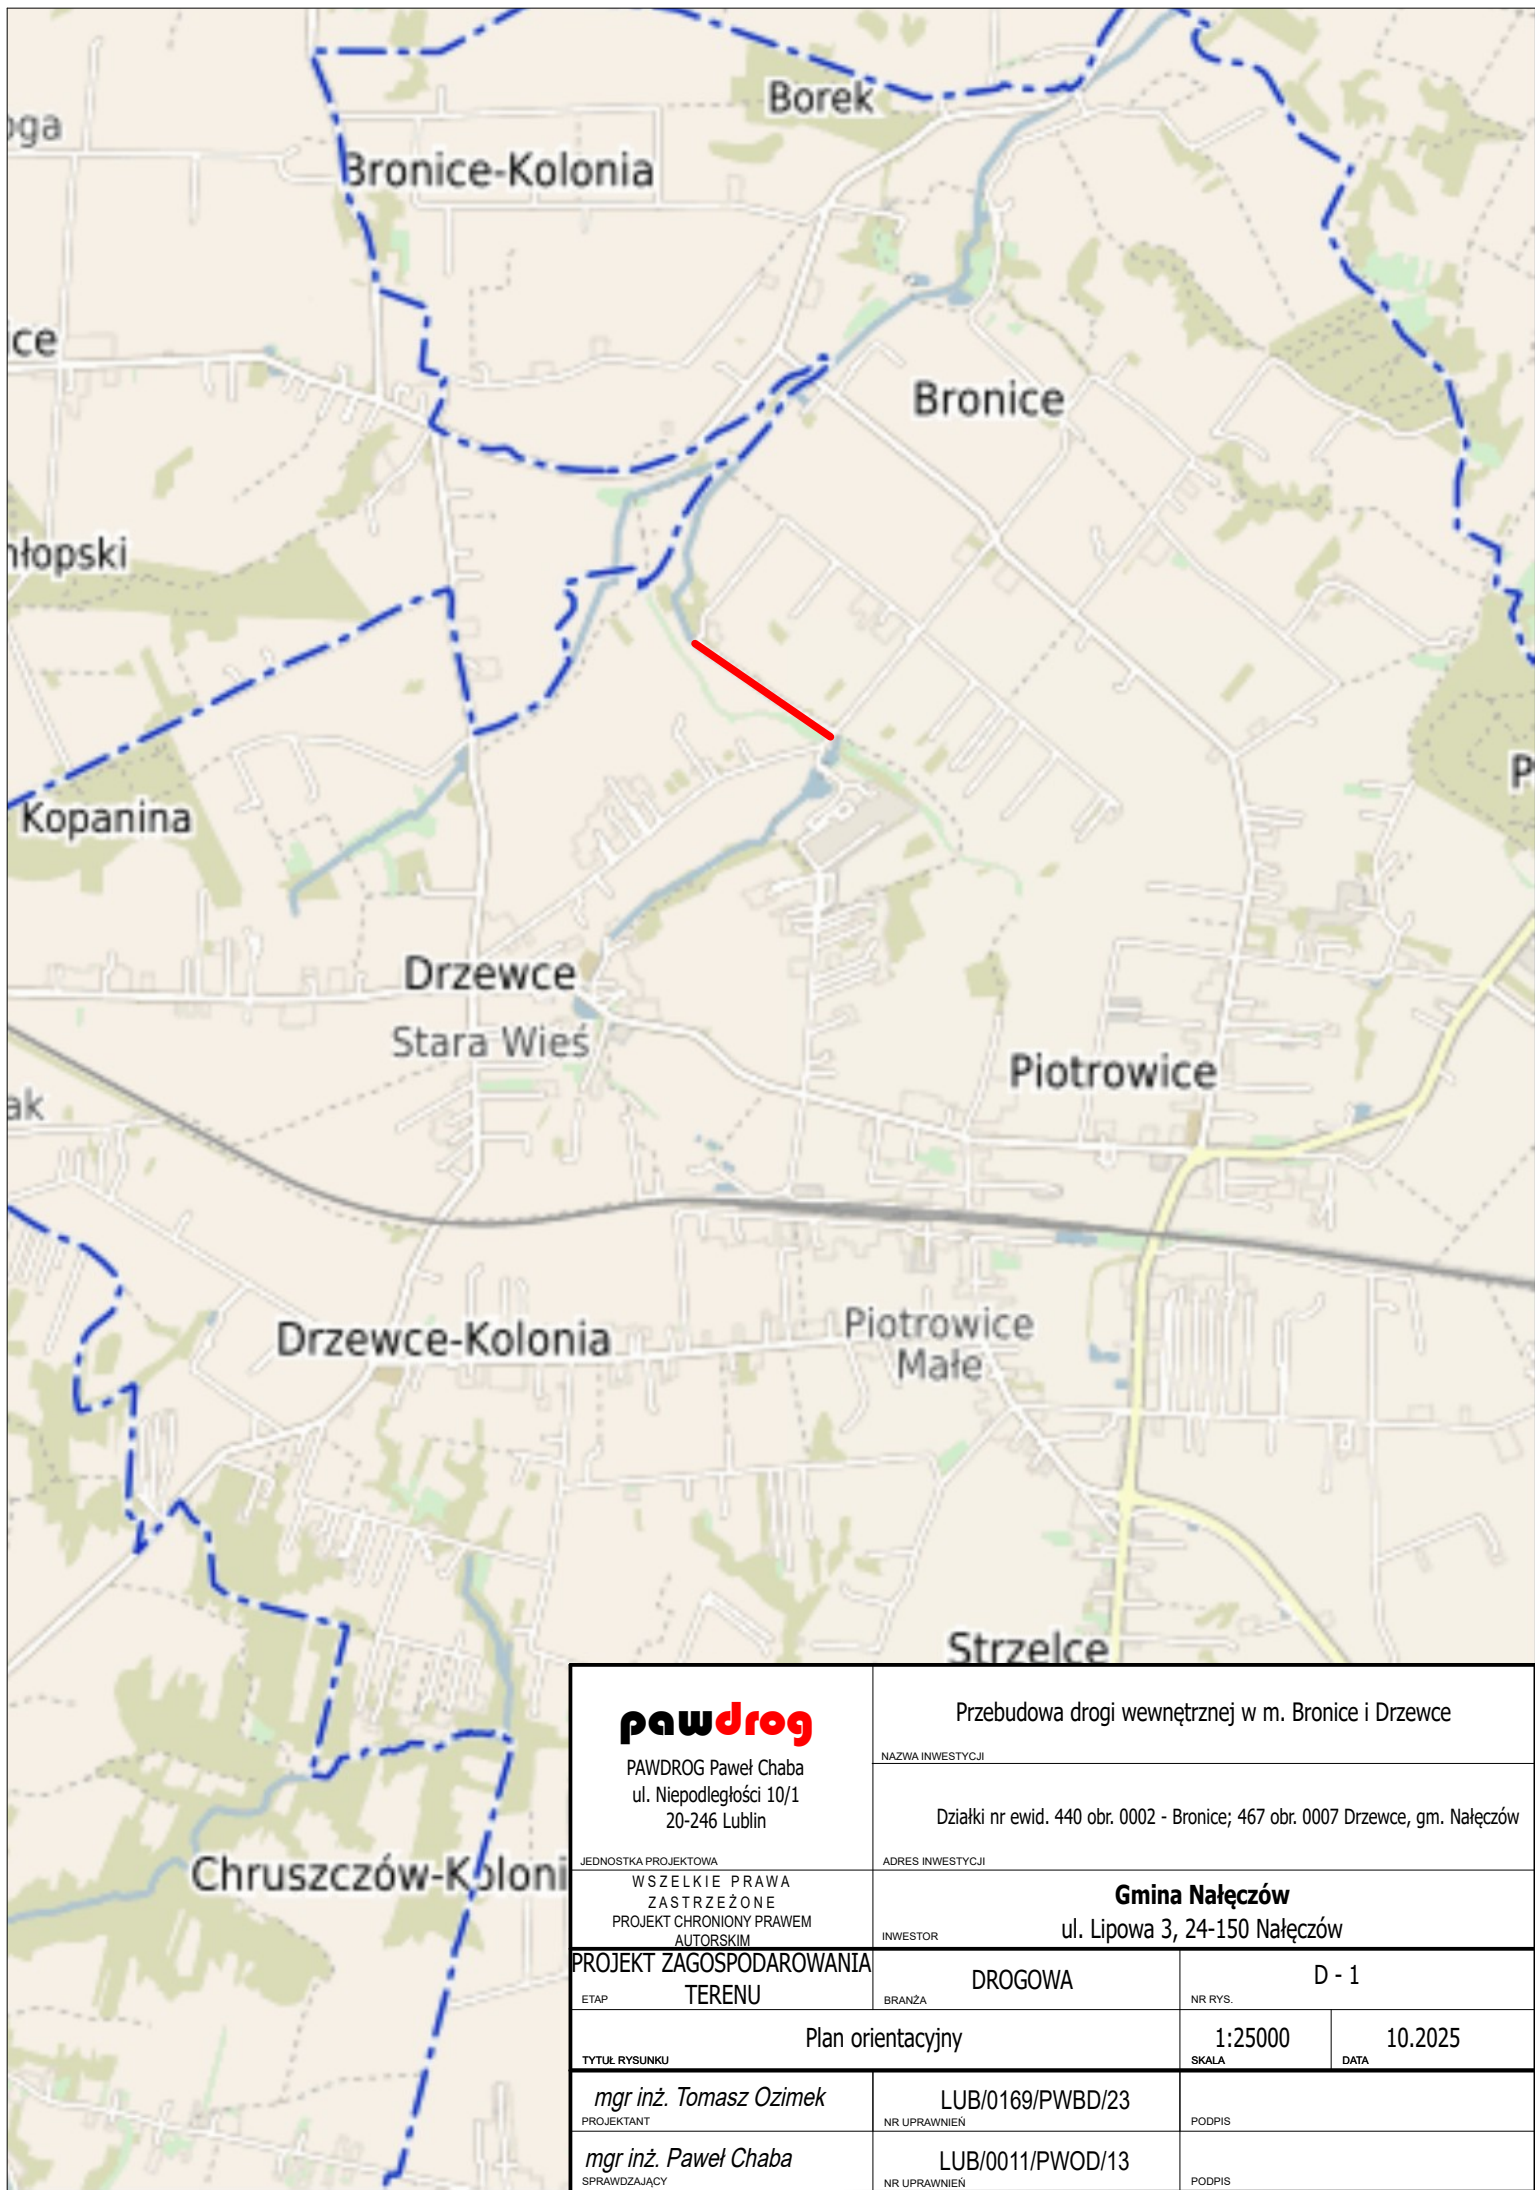 Borek
oga
Bronice-Kolonia
ice
Bronice
hłopski
P
Kopanina
Drzewce
Stara Wieś
Piotrowice
ak
Drzewce-Kolonia
Piotrowice
Małe
Strzelce
Chruszczów-Koloni
pawdrog
PAWDROG Paweł Chaba
ul. Niepodległości 10/1
20-246 Lublin
JEDNOSTKA PROJEKTOWA
Przebudowa drogi wewnętrznej w m. Bronice i Drzewce
NAZWA INWESTYCJI
Działki nr ewid. 440 obr. 0002 - Bronice; 467 obr. 0007 Drzewce, gm. Nałęczów
ADRES INWESTYCJI
WSZELKIE PRAWA
ZASTRZEŻONE
PROJEKT CHRONIONY PRAWEM
AUTORSKIM
Gmina Nałęczów
ul. Lipowa 3, 24-150 Nałęczów
INWESTOR
PROJEKT ZAGOSPODAROWANIA
TERENU
ETAP
DROGOWA
BRANŻA
D - 1
NR RYS.
Plan orientacyjny
TYTUŁ RYSUNKU
1:25000
SKALA
10.2025
DATA
mgr inż. Tomasz Ozimek
PROJEKTANT
LUB/0169/PWBD/23
NR UPRAWNIEŃ
PODPIS
mgr inż. Paweł Chaba
SPRAWDZAJĄCY
LUB/0011/PWOD/13
NR UPRAWNIEŃ
PODPIS